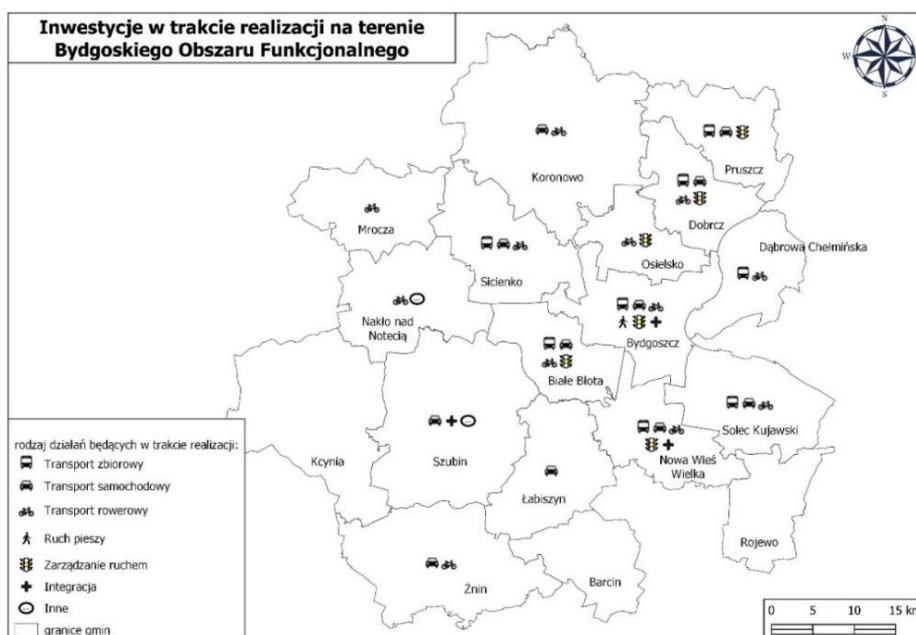 Inwestycje w trakcie realizacji na terenie
Bydgoskiego Obszaru Funkcjonalnego
N
W
E
S
Koronowo
Pruszcz
Dobrcz
Mrocza
Sicienko
Osielsko
Dąbrowa Chełmińska
Nakło nad
Notecią
Bydgoszcz
Białe Błota
Solec Kujawski
Kcynia
Szubin
Nowa Wieś
Wielka
Łabiszyn
Rojewo
Żnin
Barcin
rodzaj działań będących w trakcie realizacji:
Transport zbiorowy
Transport samochodowy
Transport rowerowy
Ruch pieszy
Zarządzanie ruchem
Integracja
Inne
granice gmin
0 5 10 15 km